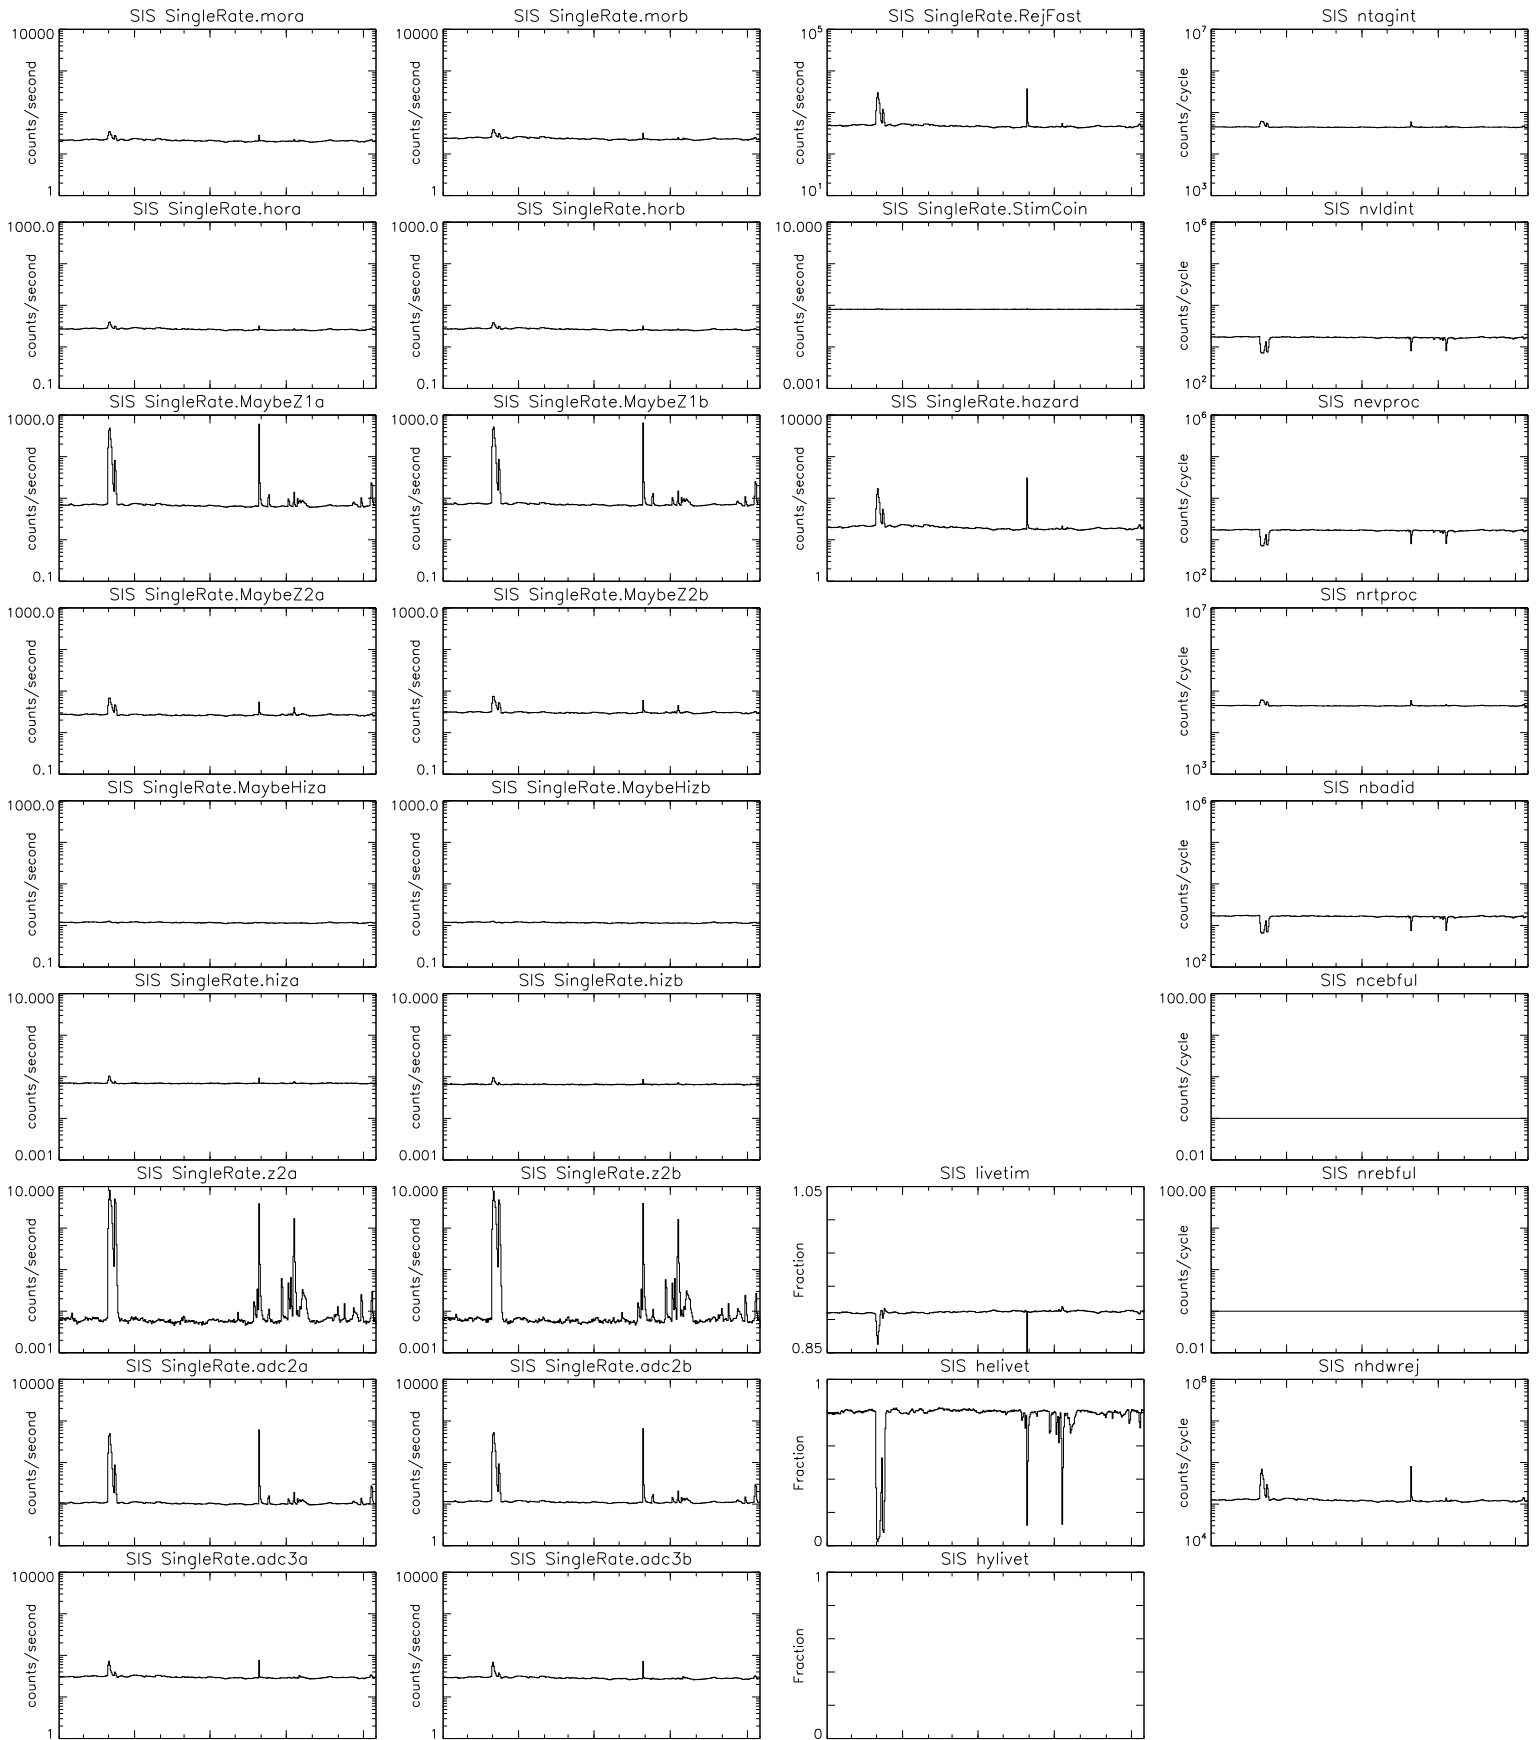 SIS SingleRate.mora
10000
counts/second
1
SIS SingleRate.morb
10000
counts/second
1
SIS SingleRate.RejFast
10⁵
counts/second
10¹
SIS ntagint
10⁷
counts/cycle
10³
SIS SingleRate.hora
1000.0
counts/second
0.1
SIS SingleRate.horb
1000.0
counts/second
0.1
SIS SingleRate.StimCoin
10.000
counts/second
0.001
SIS nvldint
10⁶
counts/cycle
10²
SIS SingleRate.MaybeZ1a
1000.0
counts/second
0.1
SIS SingleRate.MaybeZ1b
1000.0
counts/second
0.1
SIS SingleRate.hazard
10000
counts/second
1
SIS nevproc
10⁶
counts/cycle
10²
SIS SingleRate.MaybeZ2a
1000.0
counts/second
0.1
SIS SingleRate.MaybeZ2b
1000.0
counts/second
0.1
SIS nrtproc
10⁷
counts/cycle
10³
SIS SingleRate.MaybeHiza
1000.0
counts/second
0.1
SIS SingleRate.MaybeHizb
1000.0
counts/second
0.1
SIS nbadid
10⁶
counts/cycle
10²
SIS SingleRate.hiza
10.000
counts/second
0.001
SIS SingleRate.hizb
10.000
counts/second
0.001
SIS ncebful
100.00
counts/cycle
0.01
SIS SingleRate.z2a
10.000
counts/second
0.001
SIS SingleRate.z2b
10.000
counts/second
0.001
SIS livetim
1.05
Fraction
0.85
SIS nrebful
100.00
counts/cycle
0.01
SIS SingleRate.adc2a
10000
counts/second
1
SIS SingleRate.adc2b
10000
counts/second
1
SIS helivet
1
Fraction
0
SIS nhdwrej
10⁸
counts/cycle
10⁴
SIS SingleRate.adc3a
10000
counts/second
1
SIS SingleRate.adc3b
10000
counts/second
1
SIS hylivet
1
Fraction
0